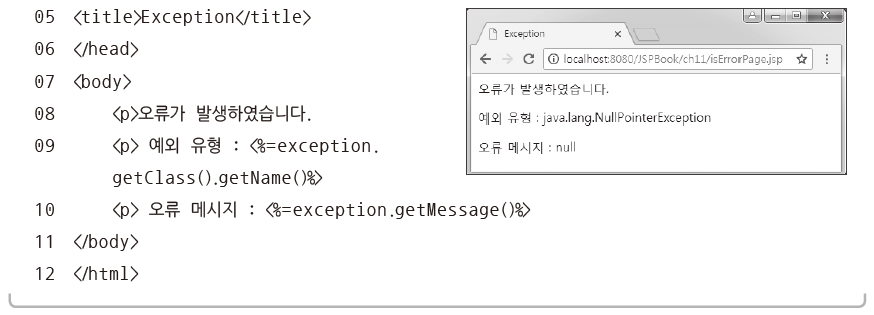 05 <title>Exception</title>
06 </head>
07 <body>
08 <p>오류가 발생하였습니다.
09 <p> 예외 유형 : <%=exception.
getClass().getName()%>
10 <p> 오류 메시지 : <%=exception.getMessage()%>
11 </body>
12 </html>
Exception
localhost:8080/JSPBook/ch11/isErrorPage.jsp
오류가 발생하였습니다.
예외 유형 : java.lang.NullPointerException
오류 메시지 : null